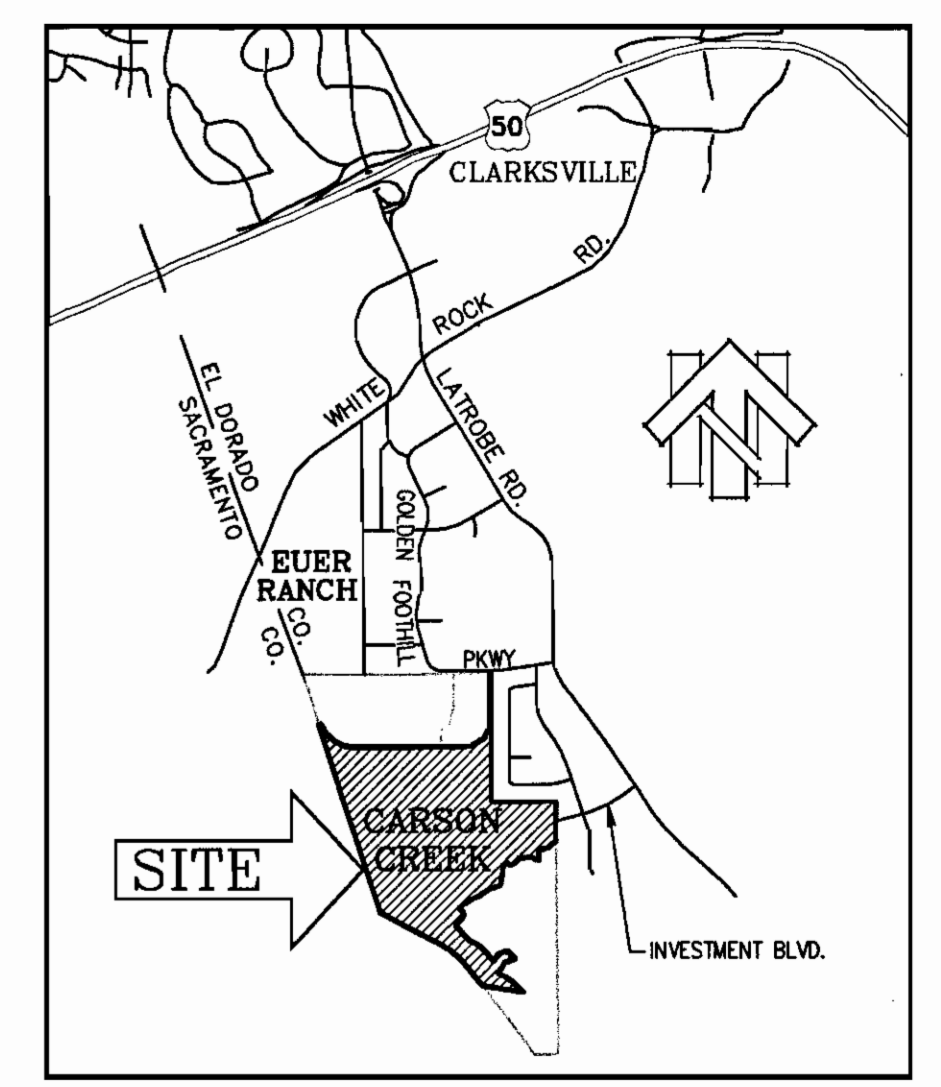 50
CLARKSVILLE
WHITE ROCK RD.
LATROBE RD.
EL DORADO CO.
SACRAMENTO CO.
GOLDEN FOOTHILL PKWY
EUER
RANCH
N
CARSON
CREEK
SITE
INVESTMENT BLVD.